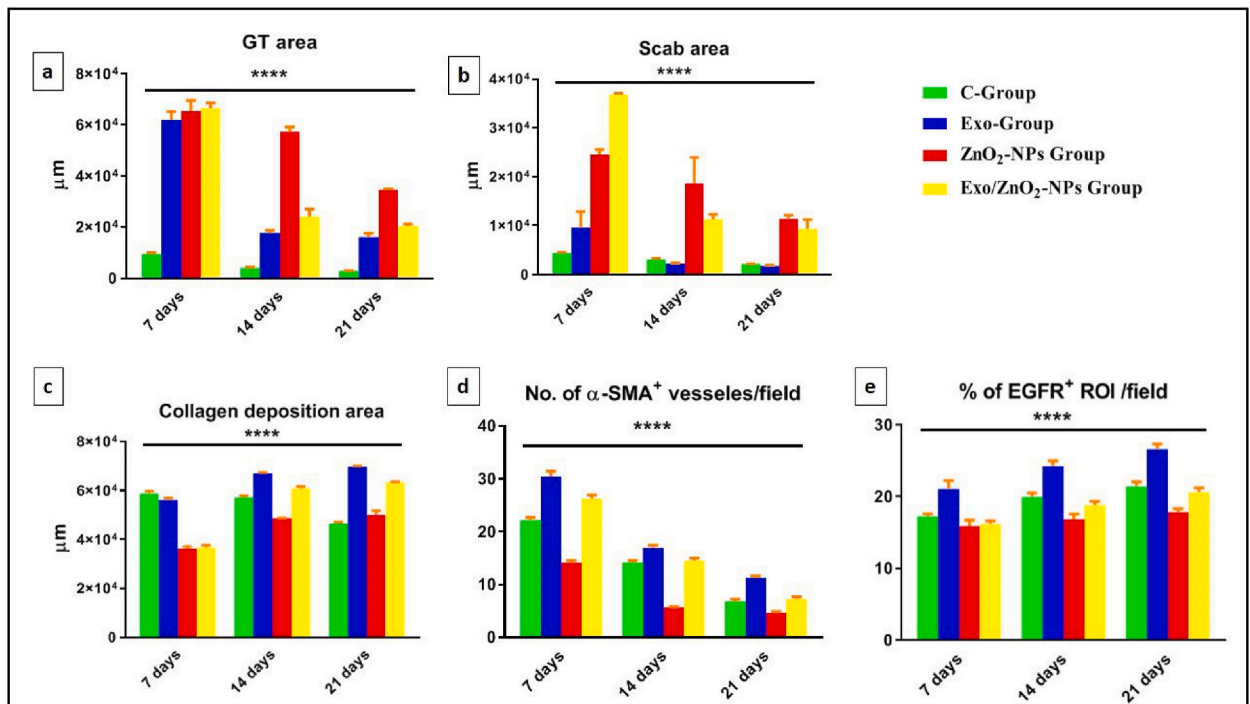 a
GT area
****
8×10⁴
6×10⁴
4×10⁴
2×10⁴
0
μm
7 days
14 days
21 days
b
Scab area
****
4×10⁴
3×10⁴
2×10⁴
1×10⁴
0
μm
7 days
14 days
21 days
C-Group
Exo-Group
ZnO₂-NPs Group
Exo/ZnO₂-NPs Group
c
Collagen deposition area
****
8×10⁴
6×10⁴
4×10⁴
2×10⁴
0
μm
7 days
14 days
21 days
d
No. of α-SMA⁺ vesseles/field
****
40
30
20
10
0
7 days
14 days
21 days
e
% of EGFR⁺ ROI /field
****
30
20
10
0
7 days
14 days
21 days